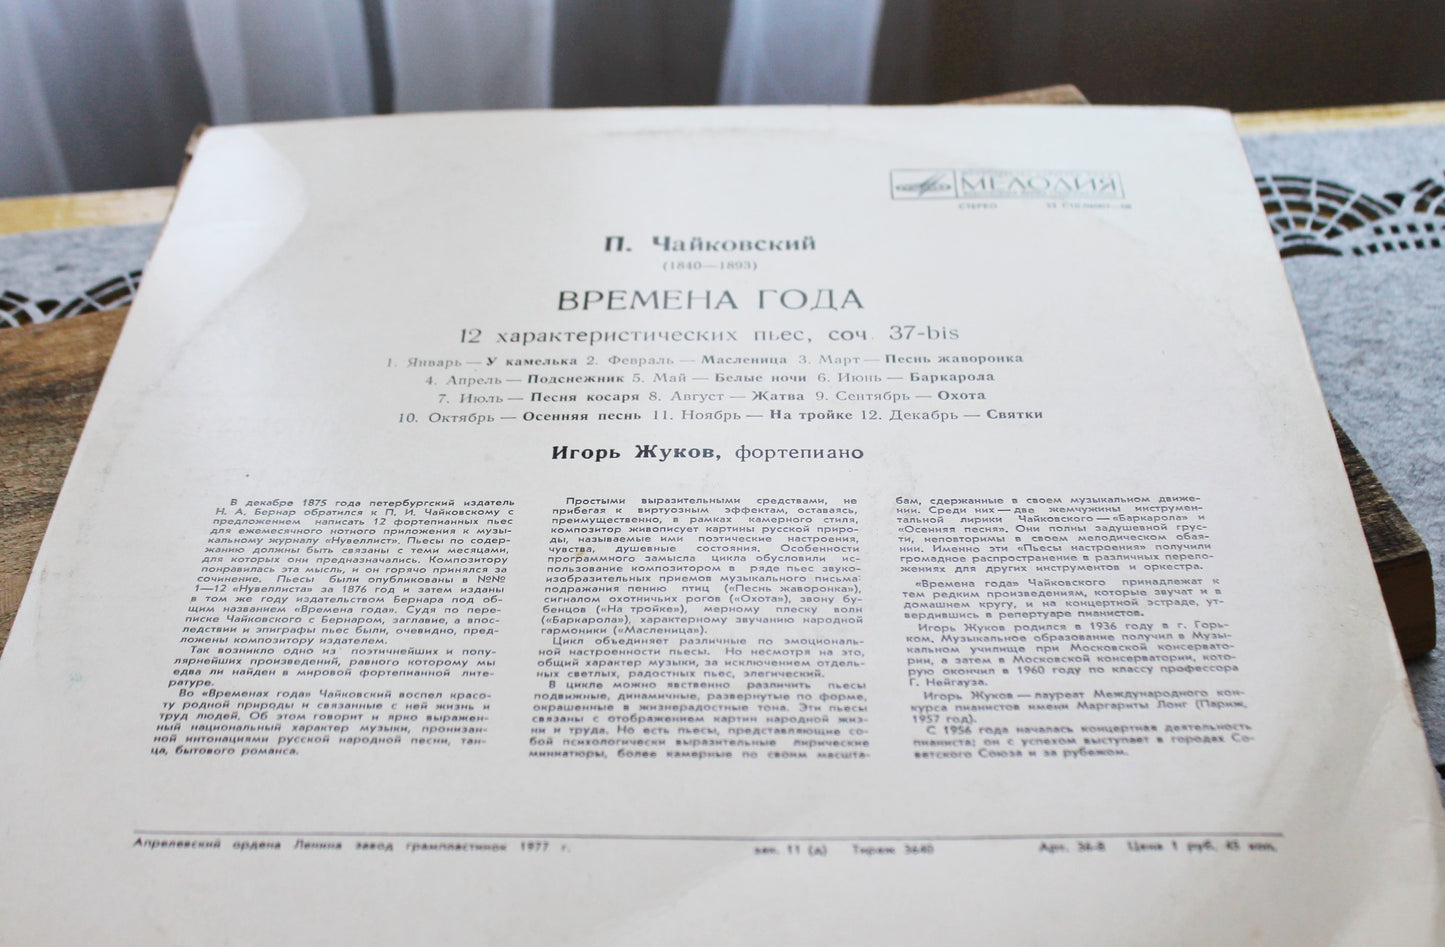 МЕЛОДИЯ
СТЕРЕО
П. Чайковский
(1840—1893)
ВРЕМЕНА ГОДА
12 характеристических пьес, соч. 37-bis
1. Январь — У камелька 2. Февраль — Масленица 3. Март — Песнь жаворонка
4. Апрель — Подснежник 5. Май — Белые ночи 6. Июнь — Баркарола
7. Июль — Песня косаря 8. Август — Жатва 9. Сентябрь — Охота
10. Октябрь — Осенняя песнь 11. Ноябрь — На тройке 12. Декабрь — Святки
Игорь Жуков, фортепиано
В декабре 1875 года петербургский издатель
Н. А. Бернар обратился к П. И. Чайковскому с
предложением написать 12 фортепианных пьес
для ежемесячного нотного приложения к музы-
кальному журналу «Нувеллист». Пьесы по содер-
жанию должны быть связаны с теми месяцами,
для которых они предназначались. Композитору
понравилась эта мысль, и он горячо принялся за
сочинение. Пьесы были опубликованы в №№
1—12 «Нувеллиста» за 1876 год и затем изданы
в том же году издательством Бернара под об-
щим названием «Времена года». Судя по пере-
писке Чайковского с Бернаром, заглавие, а впос-
ледствии и эпиграфы пьес были, очевидно, пред-
ложены композитору издателем.
Так возникло одно из поэтичнейших и попу-
лярнейших произведений, равного которому мы
едва ли найден в мировой фортепианной лите-
ратуре.
Во «Временах года» Чайковский воспел красо-
ту родной природы и связанные с ней жизнь и
труд людей. Об этом говорит и ярко выражен-
ный национальный характер музыки, пронизан-
ной интонациями русской народной песни, тан-
ца, бытового романса.
Простыми выразительными средствами, не
прибегая к виртуозным эффектам, оставаясь,
преимущественно, в рамках камерного стиля,
композитор живописует картины русской приро-
ды, называемые ими поэтические настроения,
чувства, душевные состояния. Особенности
программного замысла цикла обусловили ис-
пользование композитором в ряде пьес звуко-
изобразительных приемов музыкального письма:
подражания пению птиц («Песнь жаворонка»),
сигналом охотничьих рогов («Охота»), звону бу-
бенцов («На тройке»), мерному плеску волн
(«Баркарола»), характерному звучанию народной
гармоники («Масленица»).
Цикл объединяет различные по эмоциональ-
ной настроенности пьесы. Но несмотря на это,
общий характер музыки, за исключением отдель-
ных светлых, радостных пьес, элегический.
В цикле можно явственно различить пьесы
подвижные, динамичные, развернутые по форме,
окрашенные в жизнерадостные тона. Эти пьесы
связаны с отображением картин народной жиз-
ни и труда. Но есть пьесы, представляющие со-
бой психологически выразительные лирические
миниатюры, более камерные по своим масшта-
бам, сдержанные в своем музыкальном движе-
нии. Среди них — две жемчужины инструмен-
тальной лирики Чайковского — «Баркарола» и
«Осенняя песня». Они полны задушевной грус-
ти, неповторимы в своем мелодическом обая-
нии. Именно эти «Пьесы настроения» получили
громадное распространение в различных перело-
жениях для других инструментов и оркестра.
«Времена года» Чайковского принадлежат к
тем редким произведениям, которые звучат и в
домашнем кругу, и на концертной эстраде, ут-
вердившись в репертуаре пианистов.
Игорь Жуков родился в 1936 году в г. Горь-
ком. Музыкальное образование получил в Музы-
кальном училище при Московской консервато-
рии, а затем в Московской консерватории, кото-
рую окончил в 1960 году по классу профессора
Г. Нейгауза.
Игорь Жуков — лауреат Международного кон-
курса пианистов имени Маргариты Лонг (Париж,
1957 год).
С 1956 года началась концертная деятельность
пианиста; он с успехом выступает в городах Со-
ветского Союза и за рубежом.
Апрелевский ордена Ленина завод грампластинок 1977 г.
зак. 11 (д) Тираж 3640
Арт. 36-8 Цена 1 руб. 45 коп.